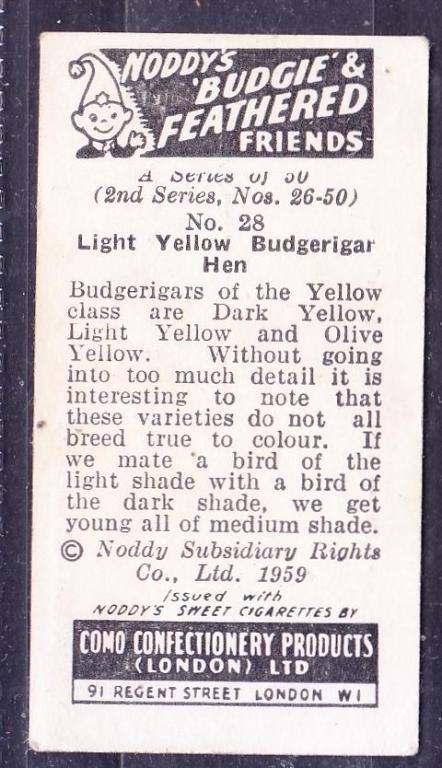 NODDY'S
'BUDGIE' &
FEATHERED
FRIENDS
A Series of 50
(2nd Series, Nos. 26-50)
No. 28
Light Yellow Budgerigar
Hen
Budgerigars of the Yellow
class are Dark Yellow,
Light Yellow and Olive
Yellow. Without going
into too much detail it is
interesting to note that
these varieties do not all
breed true to colour. If
we mate a bird of the
light shade with a bird of
the dark shade, we get
young all of medium shade.
© Noddy Subsidiary Rights
Co., Ltd. 1959
Issued with
NODDY'S SWEET CIGARETTES BY
COMO CONFECTIONERY PRODUCTS
(LONDON) LTD
91 REGENT STREET LONDON W1